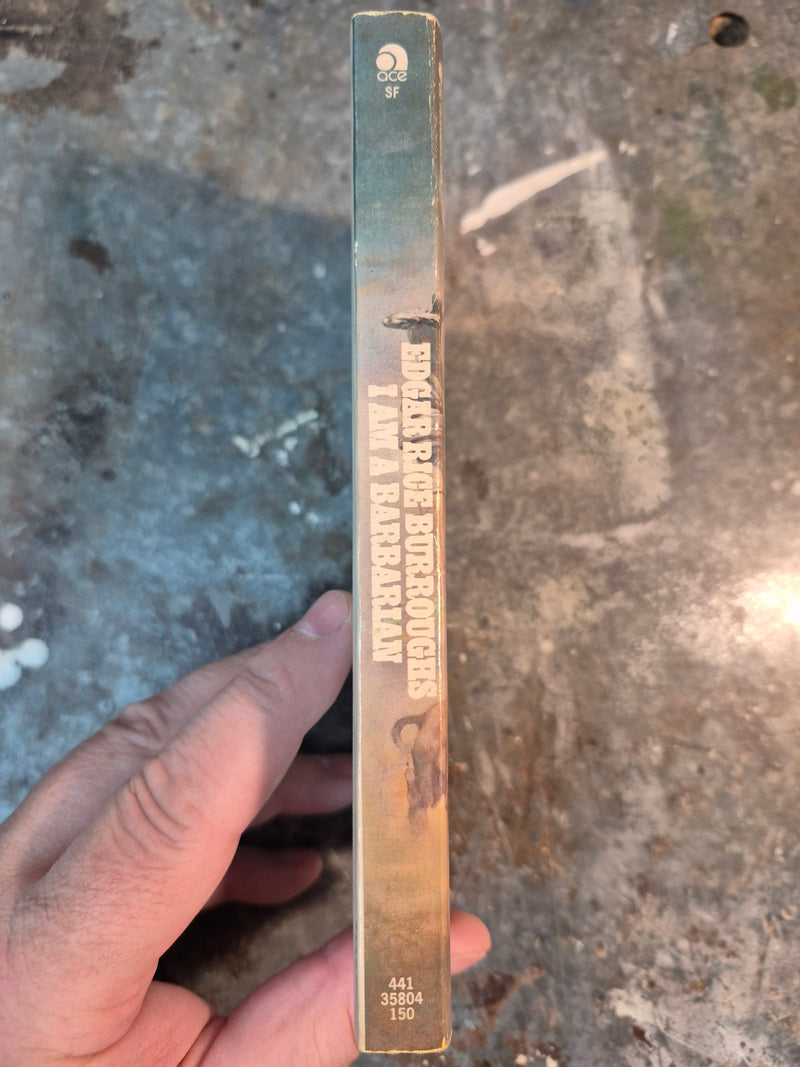 ace
SF
EDGAR RICE BURROUGHS
I AM A BARBARIAN
441
35804
150